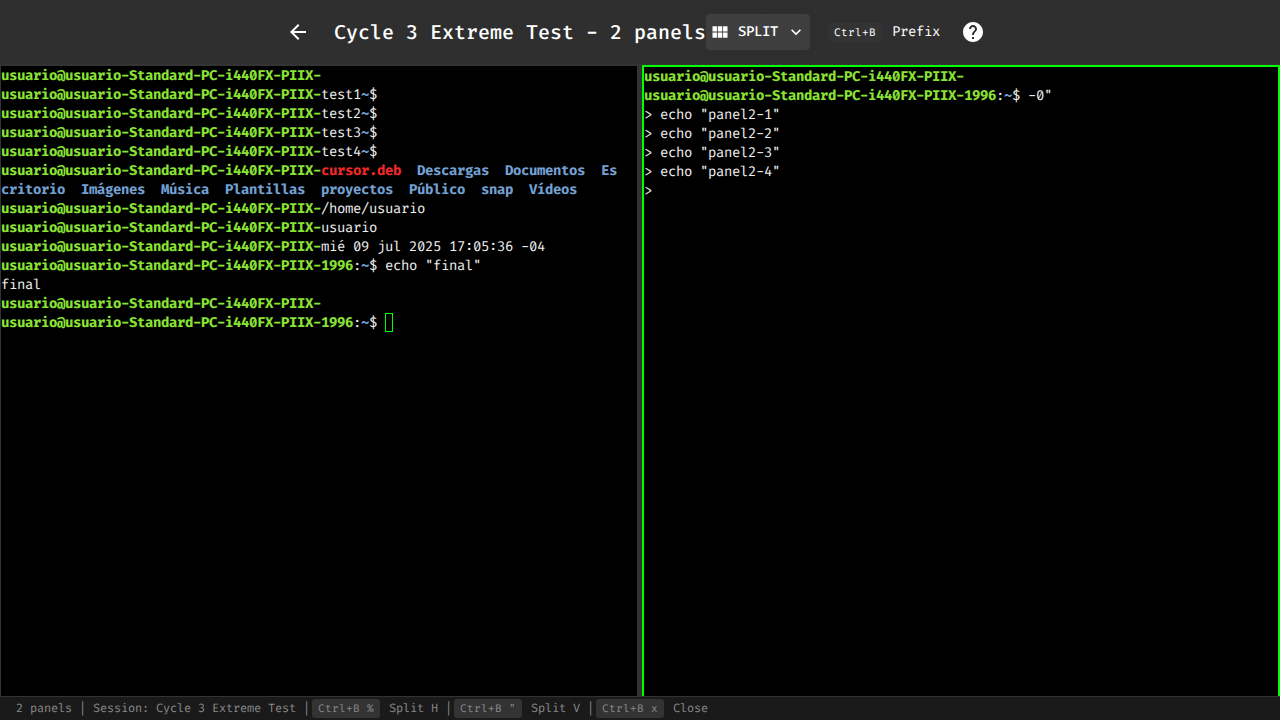 Cycle 3 Extreme Test - 2 panels SPLIT Ctrl+B Prefix ?
usuario@usuario-Standard-PC-i440FX-PIIX-
usuario@usuario-Standard-PC-i440FX-PIIX-test1~$
usuario@usuario-Standard-PC-i440FX-PIIX-test2~$
usuario@usuario-Standard-PC-i440FX-PIIX-test3~$
usuario@usuario-Standard-PC-i440FX-PIIX-test4~$
usuario@usuario-Standard-PC-i440FX-PIIX-cursor.deb  Descargas  Documentos  Es
critorio  Imágenes  Música  Plantillas  proyectos  Público  snap  Vídeos
usuario@usuario-Standard-PC-i440FX-PIIX-/home/usuario
usuario@usuario-Standard-PC-i440FX-PIIX-usuario
usuario@usuario-Standard-PC-i440FX-PIIX-mié 09 jul 2025 17:05:36 -04
usuario@usuario-Standard-PC-i440FX-PIIX-1996:~$ echo "final"
final
usuario@usuario-Standard-PC-i440FX-PIIX-
usuario@usuario-Standard-PC-i440FX-PIIX-1996:~$
usuario@usuario-Standard-PC-i440FX-PIIX-
usuario@usuario-Standard-PC-i440FX-PIIX-1996:~$ -0"
> echo "panel2-1"
> echo "panel2-2"
> echo "panel2-3"
> echo "panel2-4"
>
2 panels | Session: Cycle 3 Extreme Test | Ctrl+B % Split H | Ctrl+B " Split V | Ctrl+B x Close